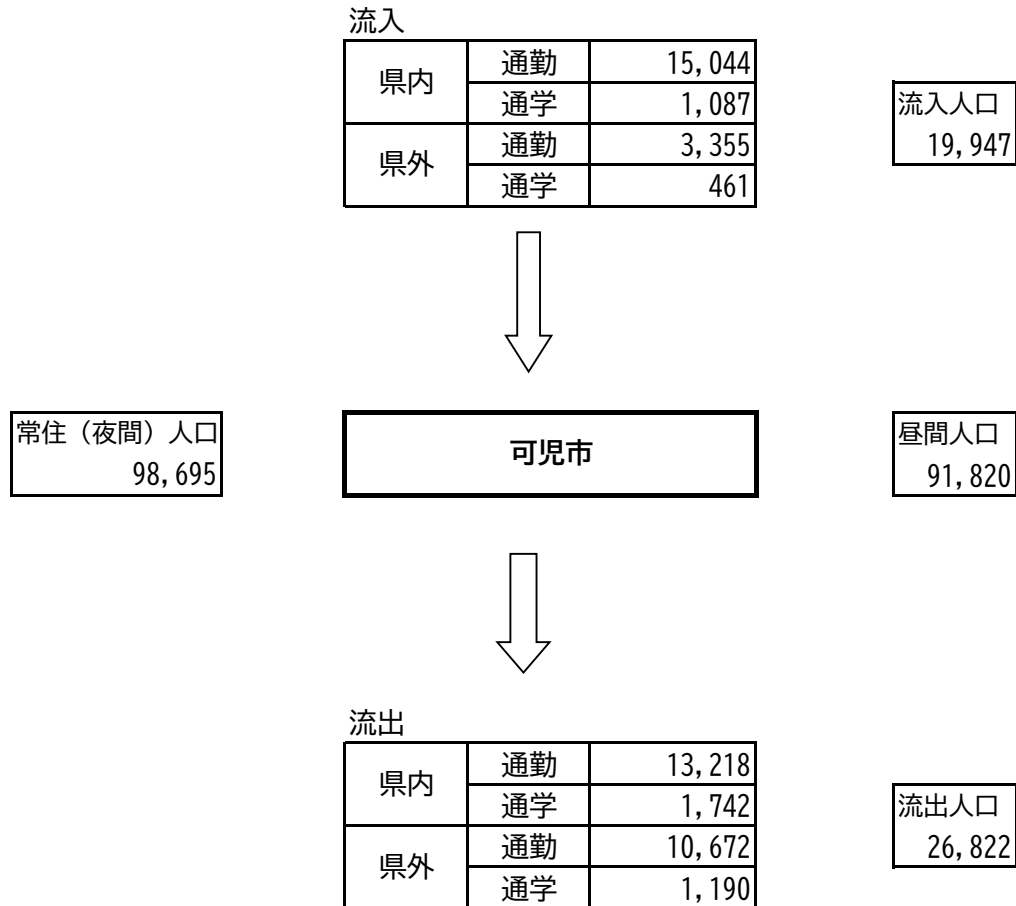 流入
県内 通勤 15,044
通学 1,087
県外 通勤 3,355
通学 461
流入人口
19,947
常住（夜間）人口
98,695
可児市
昼間人口
91,820
流出
県内 通勤 13,218
通学 1,742
県外 通勤 10,672
通学 1,190
流出人口
26,822